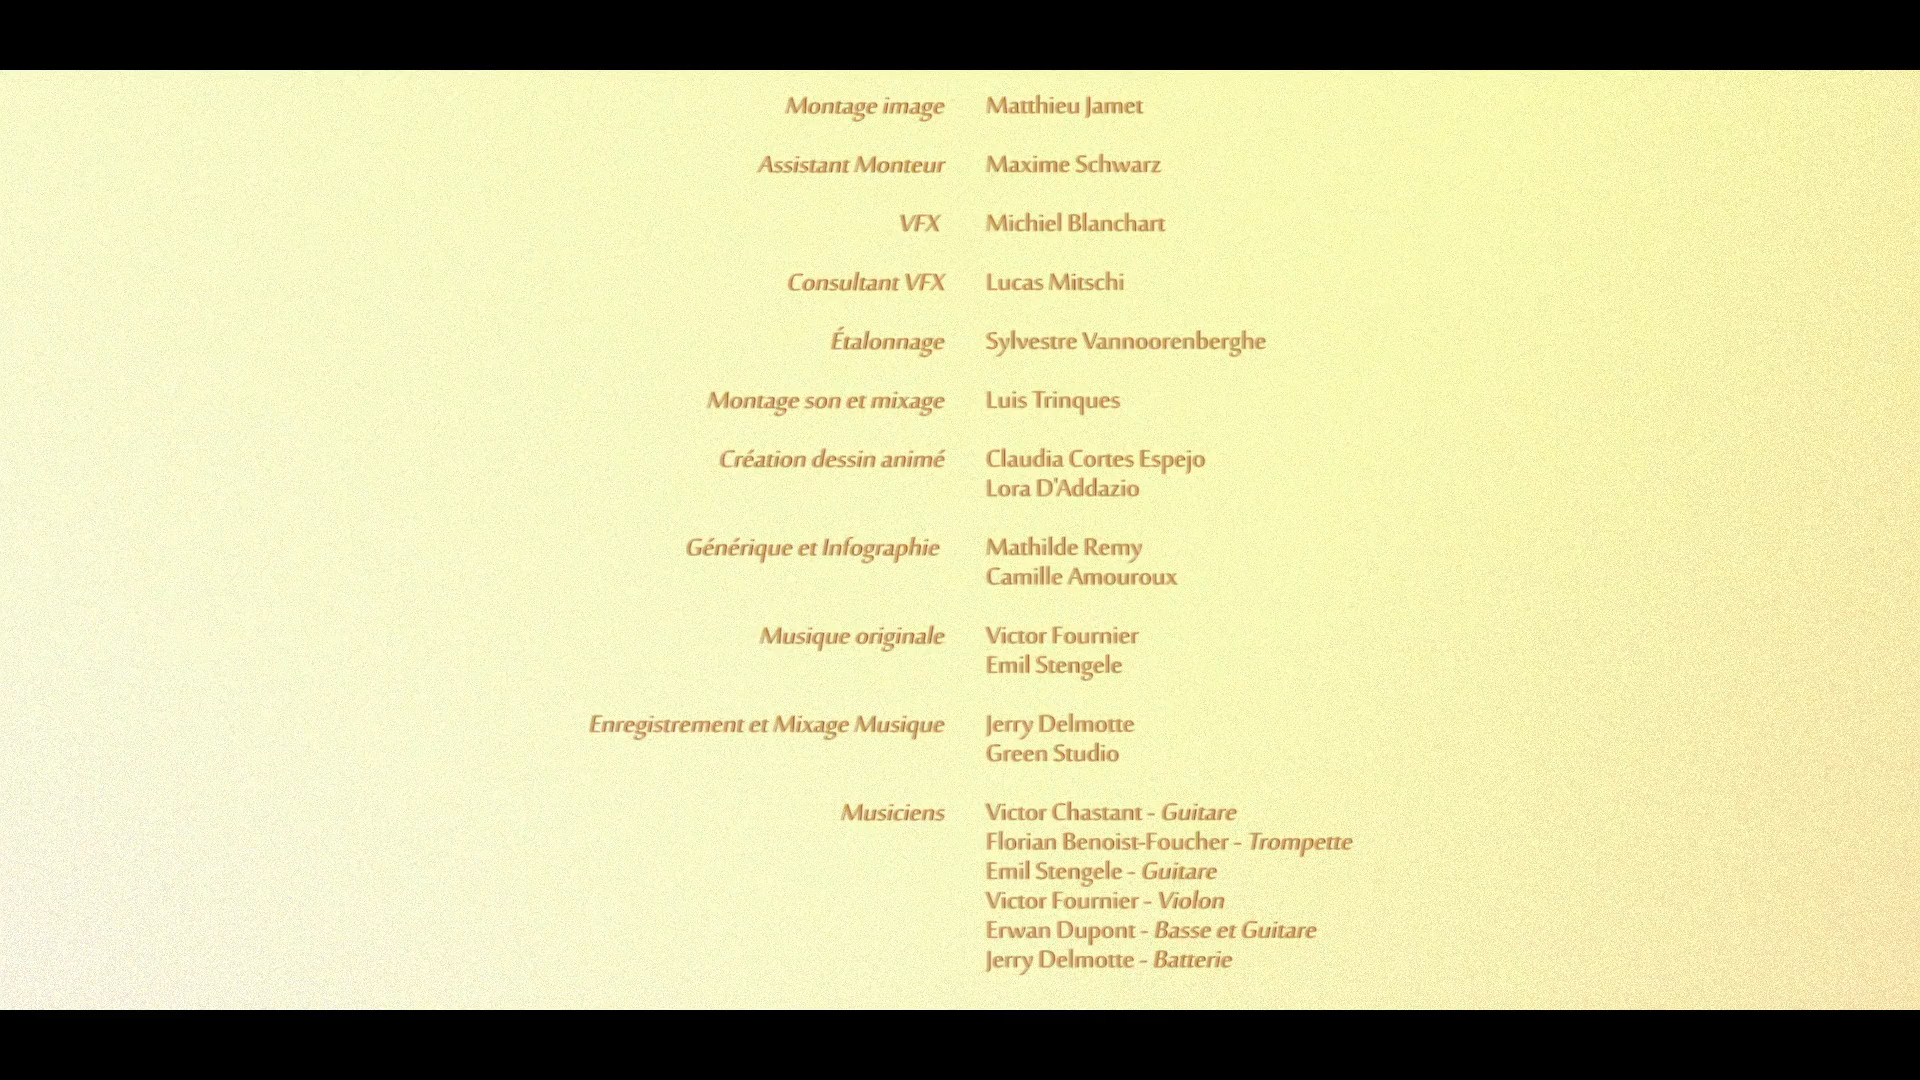 Montage image Matthieu Jamet
Assistant Monteur Maxime Schwarz
VFX Michiel Blanchart
Consultant VFX Lucas Mitschi
Étalonnage Sylvestre Vannoorenberghe
Montage son et mixage Luis Trinques
Création dessin animé Claudia Cortes Espejo
Lora D'Addazio
Générique et Infographie Mathilde Remy
Camille Amouroux
Musique originale Victor Fournier
Emil Stengele
Enregistrement et Mixage Musique Jerry Delmotte
Green Studio
Musiciens Victor Chastant - Guitare
Florian Benoist-Foucher - Trompette
Emil Stengele - Guitare
Victor Fournier - Violon
Erwan Dupont - Basse et Guitare
Jerry Delmotte - Batterie